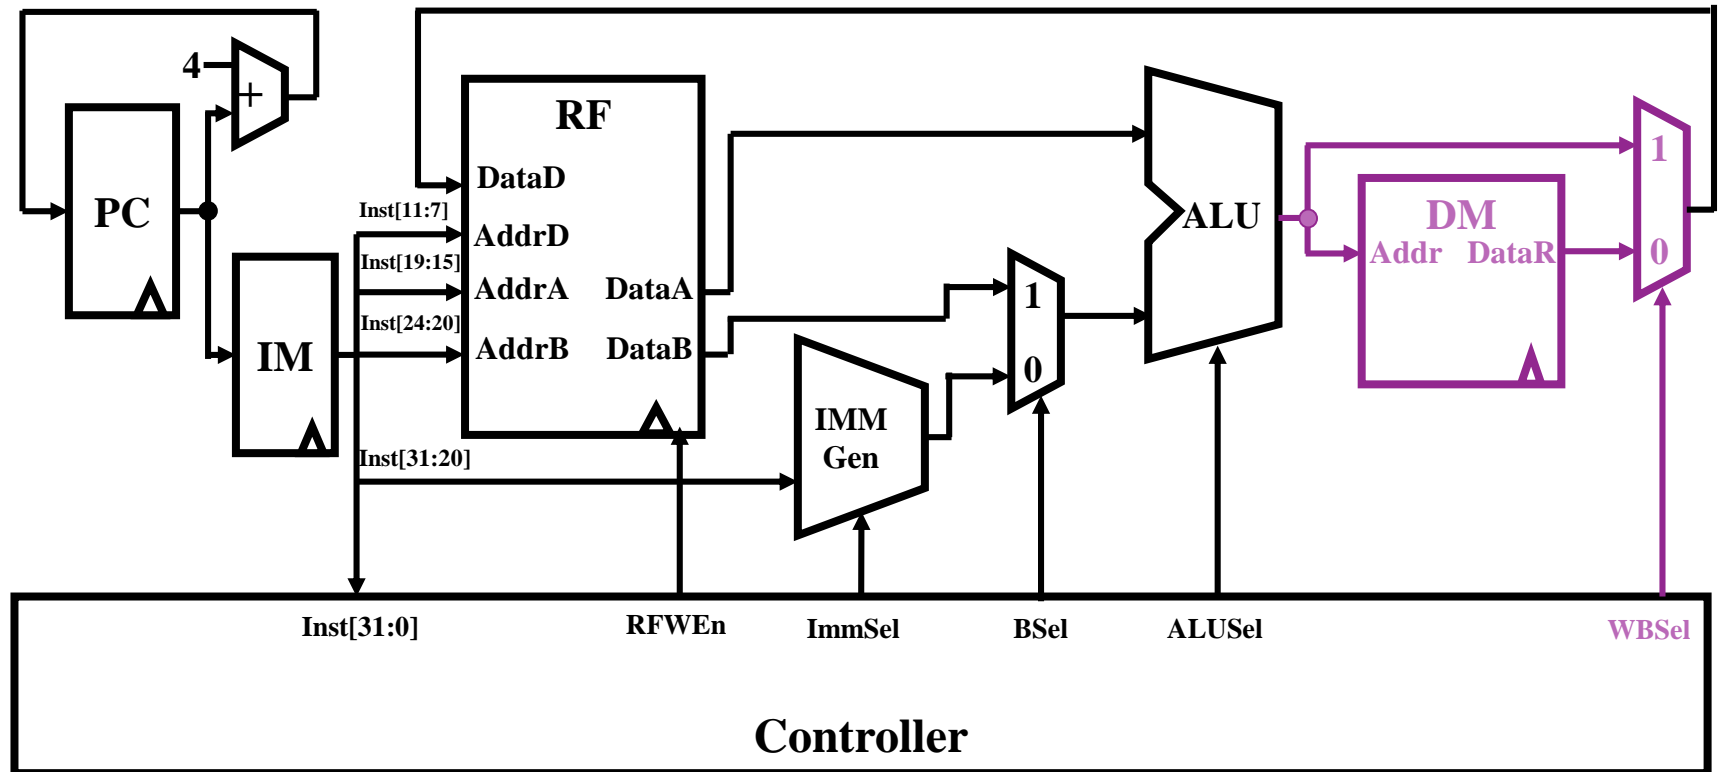 4
+
PC
IM
RF
DataD
Inst[11:7]
AddrD
Inst[19:15]
AddrA DataA
Inst[24:20]
AddrB DataB
Inst[31:20]
IMM
Gen
1
0
ALU
DM
Addr DataR
1
0
Inst[31:0] RFWEn ImmSel BSel ALUSel WBSel
Controller